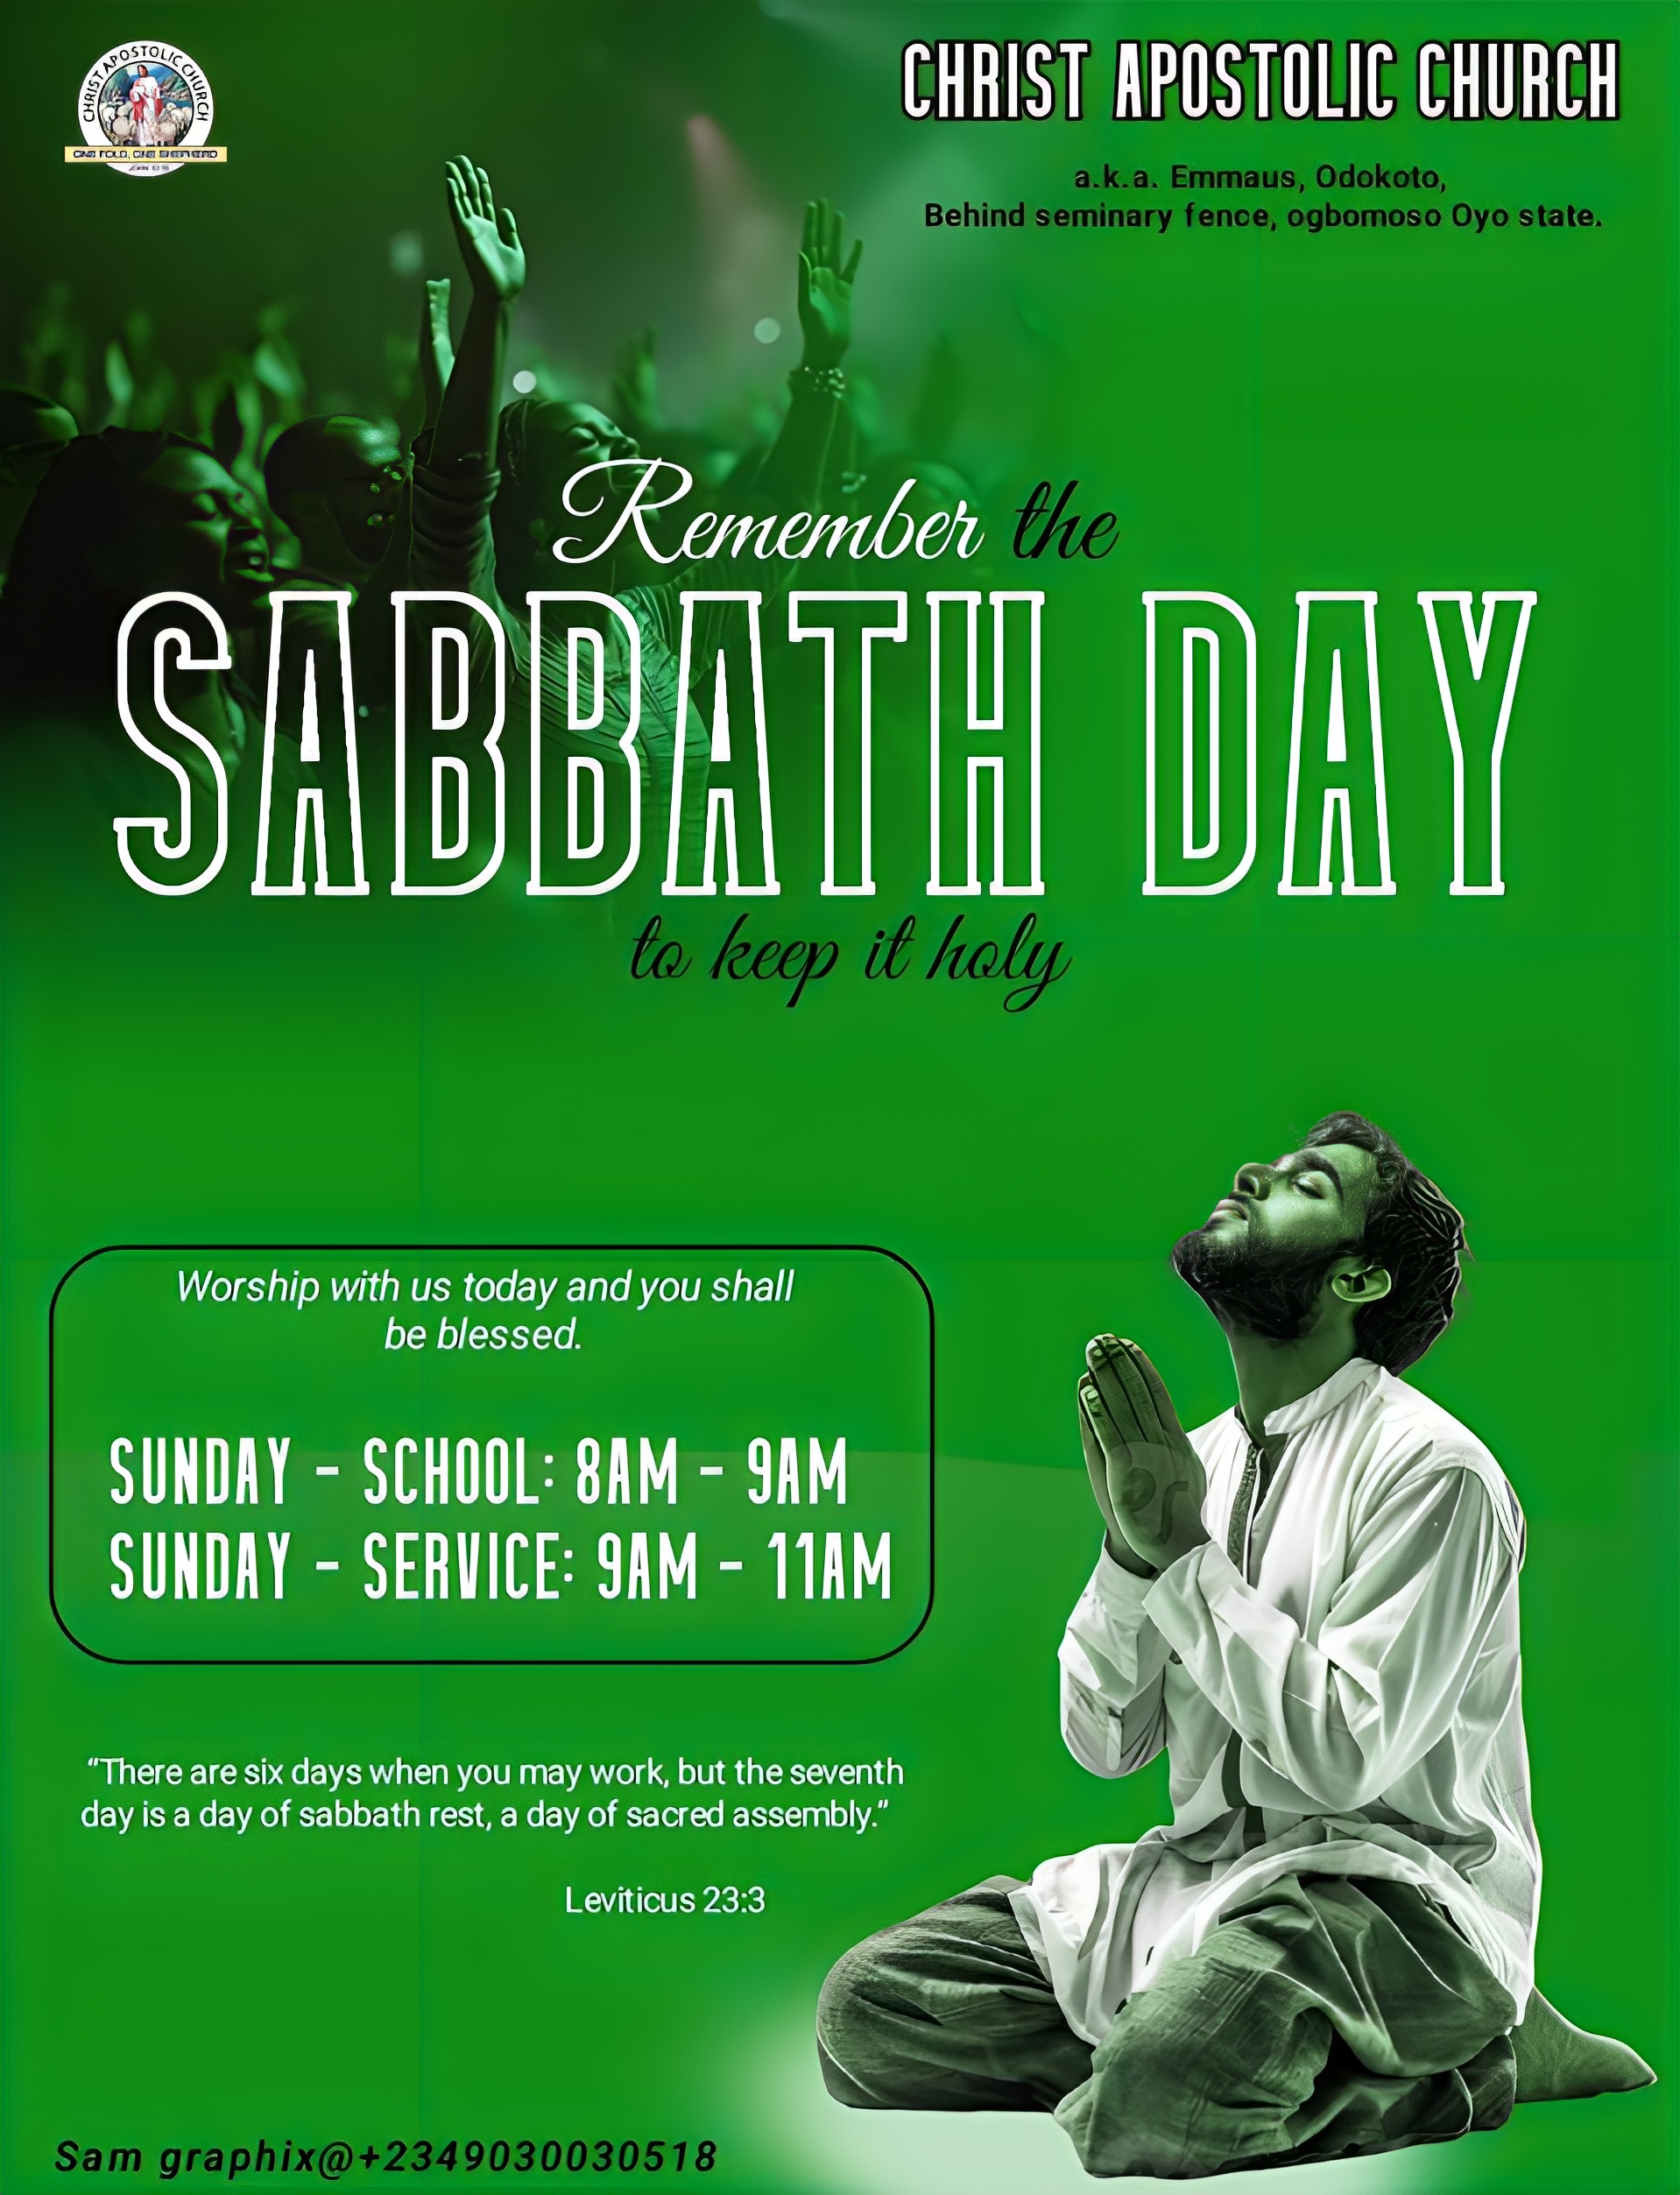 CHRIST APOSTOLIC CHURCH
CHRIST APOSTOLIC CHURCH
a.k.a. Emmaus, Odokoto,
Behind seminary fence, ogbomoso Oyo state.
Remember the
SABBATH DAY
to keep it holy
Worship with us today and you shall
be blessed.
SUNDAY - SCHOOL: 8AM - 9AM
SUNDAY - SERVICE: 9AM - 11AM
“There are six days when you may work, but the seventh
day is a day of sabbath rest, a day of sacred assembly.”
Leviticus 23:3
Sam graphix@+2349030030518